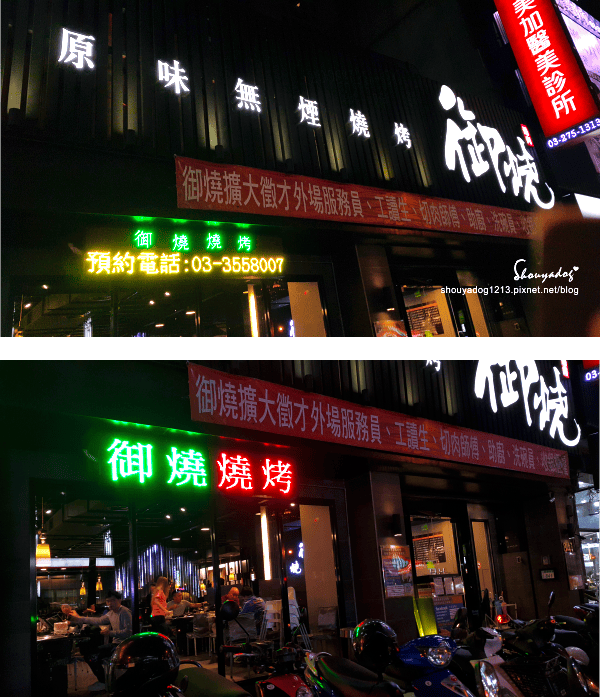 原味無煙燒烤
御燒
美加醫美診所
03-275-1313
御燒擴大徵才外場服務員、工讀生、切肉師傅、助廚、洗碗員、
御燒燒烤
預約電話:03-3558007
Shouyadog
shouyadog1213.pixnet.net/blog
烤
御燒
03-
御燒擴大徵才外場服務員、工讀生、切肉師傅、助廚、洗碗員、
御燒燒烤